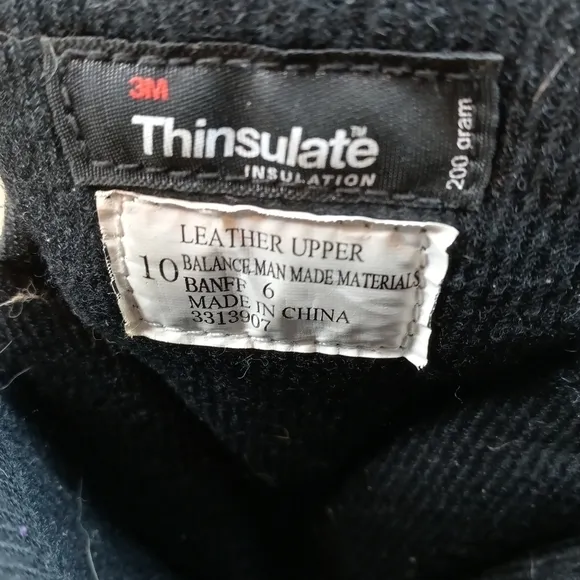 3M
Thinsulate™
INSULATION
200 gram
LEATHER UPPER
10 BALANCE MAN MADE MATERIALS
BANFF 6
MADE IN CHINA
3313907